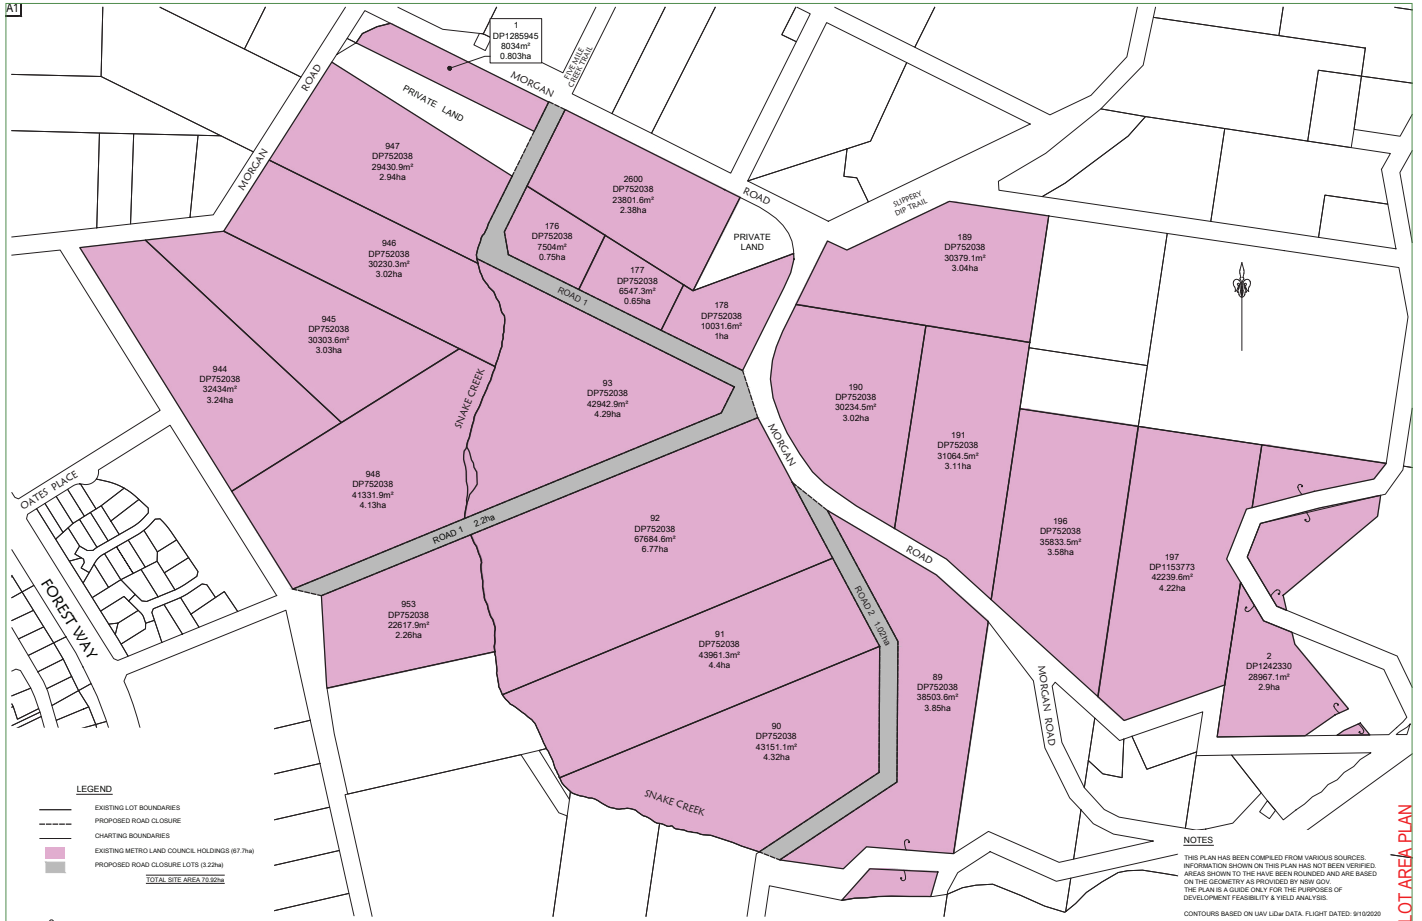 A1
1
DP1285945
8034m²
0.803ha
FIVE MILE
CREEK TRAIL
MORGAN
ROAD
PRIVATE LAND
MORGAN
947
DP752038
29430.9m²
2.94ha
2600
DP752038
23801.6m²
2.38ha
ROAD
SLIPPERY
DIP TRAIL
PRIVATE
LAND
176
DP752038
7504m²
0.75ha
946
DP752038
30230.3m²
3.02ha
189
DP752038
30379.1m²
3.04ha
177
DP752038
6547.3m²
0.65ha
ROAD 1
178
DP752038
10031.6m²
1ha
945
DP752038
30303.6m²
3.03ha
944
DP752038
32434m²
3.24ha
SNAKE CREEK
93
DP752038
42942.9m²
4.29ha
190
DP752038
30234.5m²
3.02ha
MORGAN
191
DP752038
31064.5m²
3.11ha
OATES PLACE
948
DP752038
41331.9m²
4.13ha
ROAD 1 2.2ha
92
DP752038
67684.6m²
6.77ha
196
DP752038
35833.5m²
3.58ha
ROAD
197
DP1153773
42239.6m²
4.22ha
FOREST WAY
953
DP752038
22617.9m²
2.26ha
ROAD 2 1.02ha
91
DP752038
43961.3m²
4.4ha
2
DP1242330
28967.1m²
2.9ha
89
DP752038
38503.6m²
3.85ha
MORGAN ROAD
90
DP752038
43151.1m²
4.32ha
SNAKE CREEK
LEGEND
EXISTING LOT BOUNDARIES
PROPOSED ROAD CLOSURE
CHARTING BOUNDARIES
EXISTING METRO LAND COUNCIL HOLDINGS (67.7ha)
PROPOSED ROAD CLOSURE LOTS (3.22ha)
TOTAL SITE AREA 70.92ha
NOTES
THIS PLAN HAS BEEN COMPILED FROM VARIOUS SOURCES.
INFORMATION SHOWN ON THIS PLAN HAS NOT BEEN VERIFIED.
AREAS SHOWN TO THE HAVE BEEN ROUNDED AND ARE BASED
ON THE GEOMETRY AS PROVIDED BY NSW GOV.
THE PLAN IS A GUIDE ONLY FOR THE PURPOSES OF
DEVELOPMENT FEASIBILITY & YIELD ANALYSIS.
CONTOURS BASED ON UAV LiDar DATA. FLIGHT DATED: 9/10/2020
LOT AREA PLAN